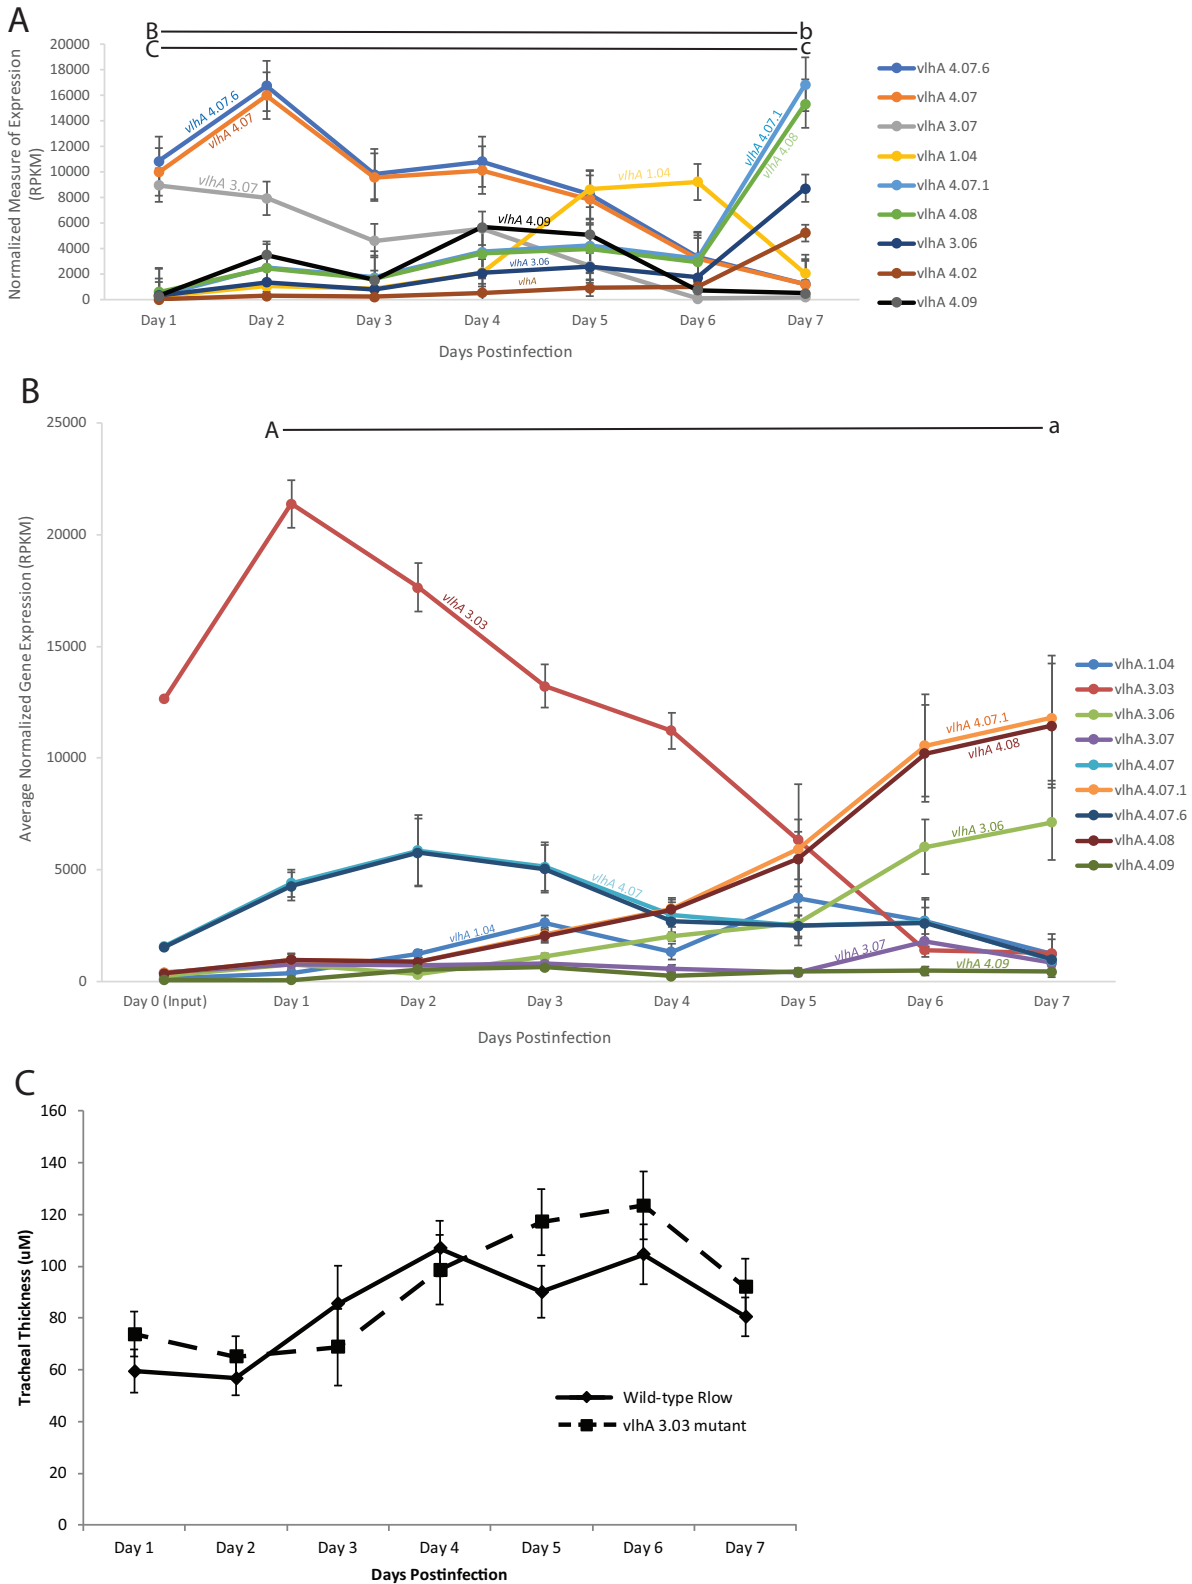 A
B b
C c
Normalized Measure of Expression
(RPKM)
20000
18000
16000
14000
12000
10000
8000
6000
4000
2000
0
vlhA 4.07.6
vlhA 4.07
vlhA 3.07
vlhA 4.09
vlhA 3.06
vlhA
vlhA 1.04
vlhA 4.07.1
vlhA 4.08
Day 1 Day 2 Day 3 Day 4 Day 5 Day 6 Day 7
Days Postinfection
vlhA 4.07.6
vlhA 4.07
vlhA 3.07
vlhA 1.04
vlhA 4.07.1
vlhA 4.08
vlhA 3.06
vlhA 4.02
vlhA 4.09
B
A a
Average Normalized Gene Expression (RPKM)
25000
20000
15000
10000
5000
0
vlhA 3.03
vlhA 4.07.1
vlhA 4.08
vlhA 3.06
vlhA 4.07
vlhA 1.04
vlhA 3.07
vlhA 4.09
Day 0 (Input) Day 1 Day 2 Day 3 Day 4 Day 5 Day 6 Day 7
Days Postinfection
vlhA.1.04
vlhA.3.03
vlhA.3.06
vlhA.3.07
vlhA.4.07
vlhA.4.07.1
vlhA.4.07.6
vlhA.4.08
vlhA.4.09
C
Tracheal Thickness (uM)
160
140
120
100
80
60
40
20
0
Wild-type Rlow
vlhA 3.03 mutant
Day 1 Day 2 Day 3 Day 4 Day 5 Day 6 Day 7
Days Postinfection